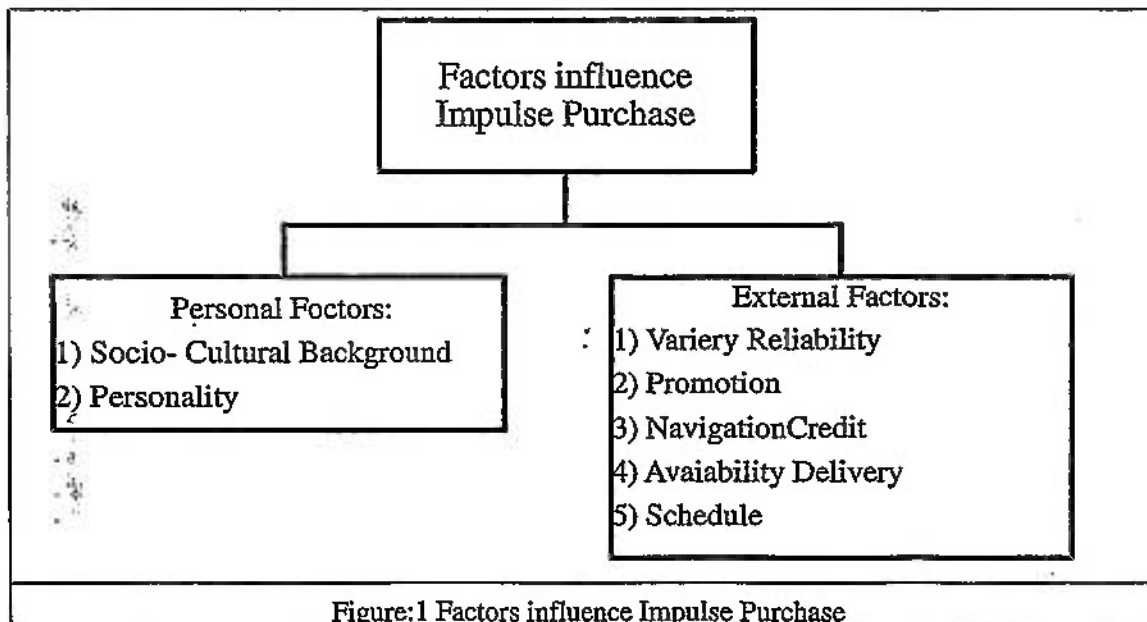 Factors influence
Impulse Purchase
Personal Foctors:
1) Socio- Cultural Background
2) Personality
External Factors:
1) Variery Reliability
2) Promotion
3) NavigationCredit
4) Avaiability Delivery
5) Schedule
Figure:1 Factors influence Impulse Purchase